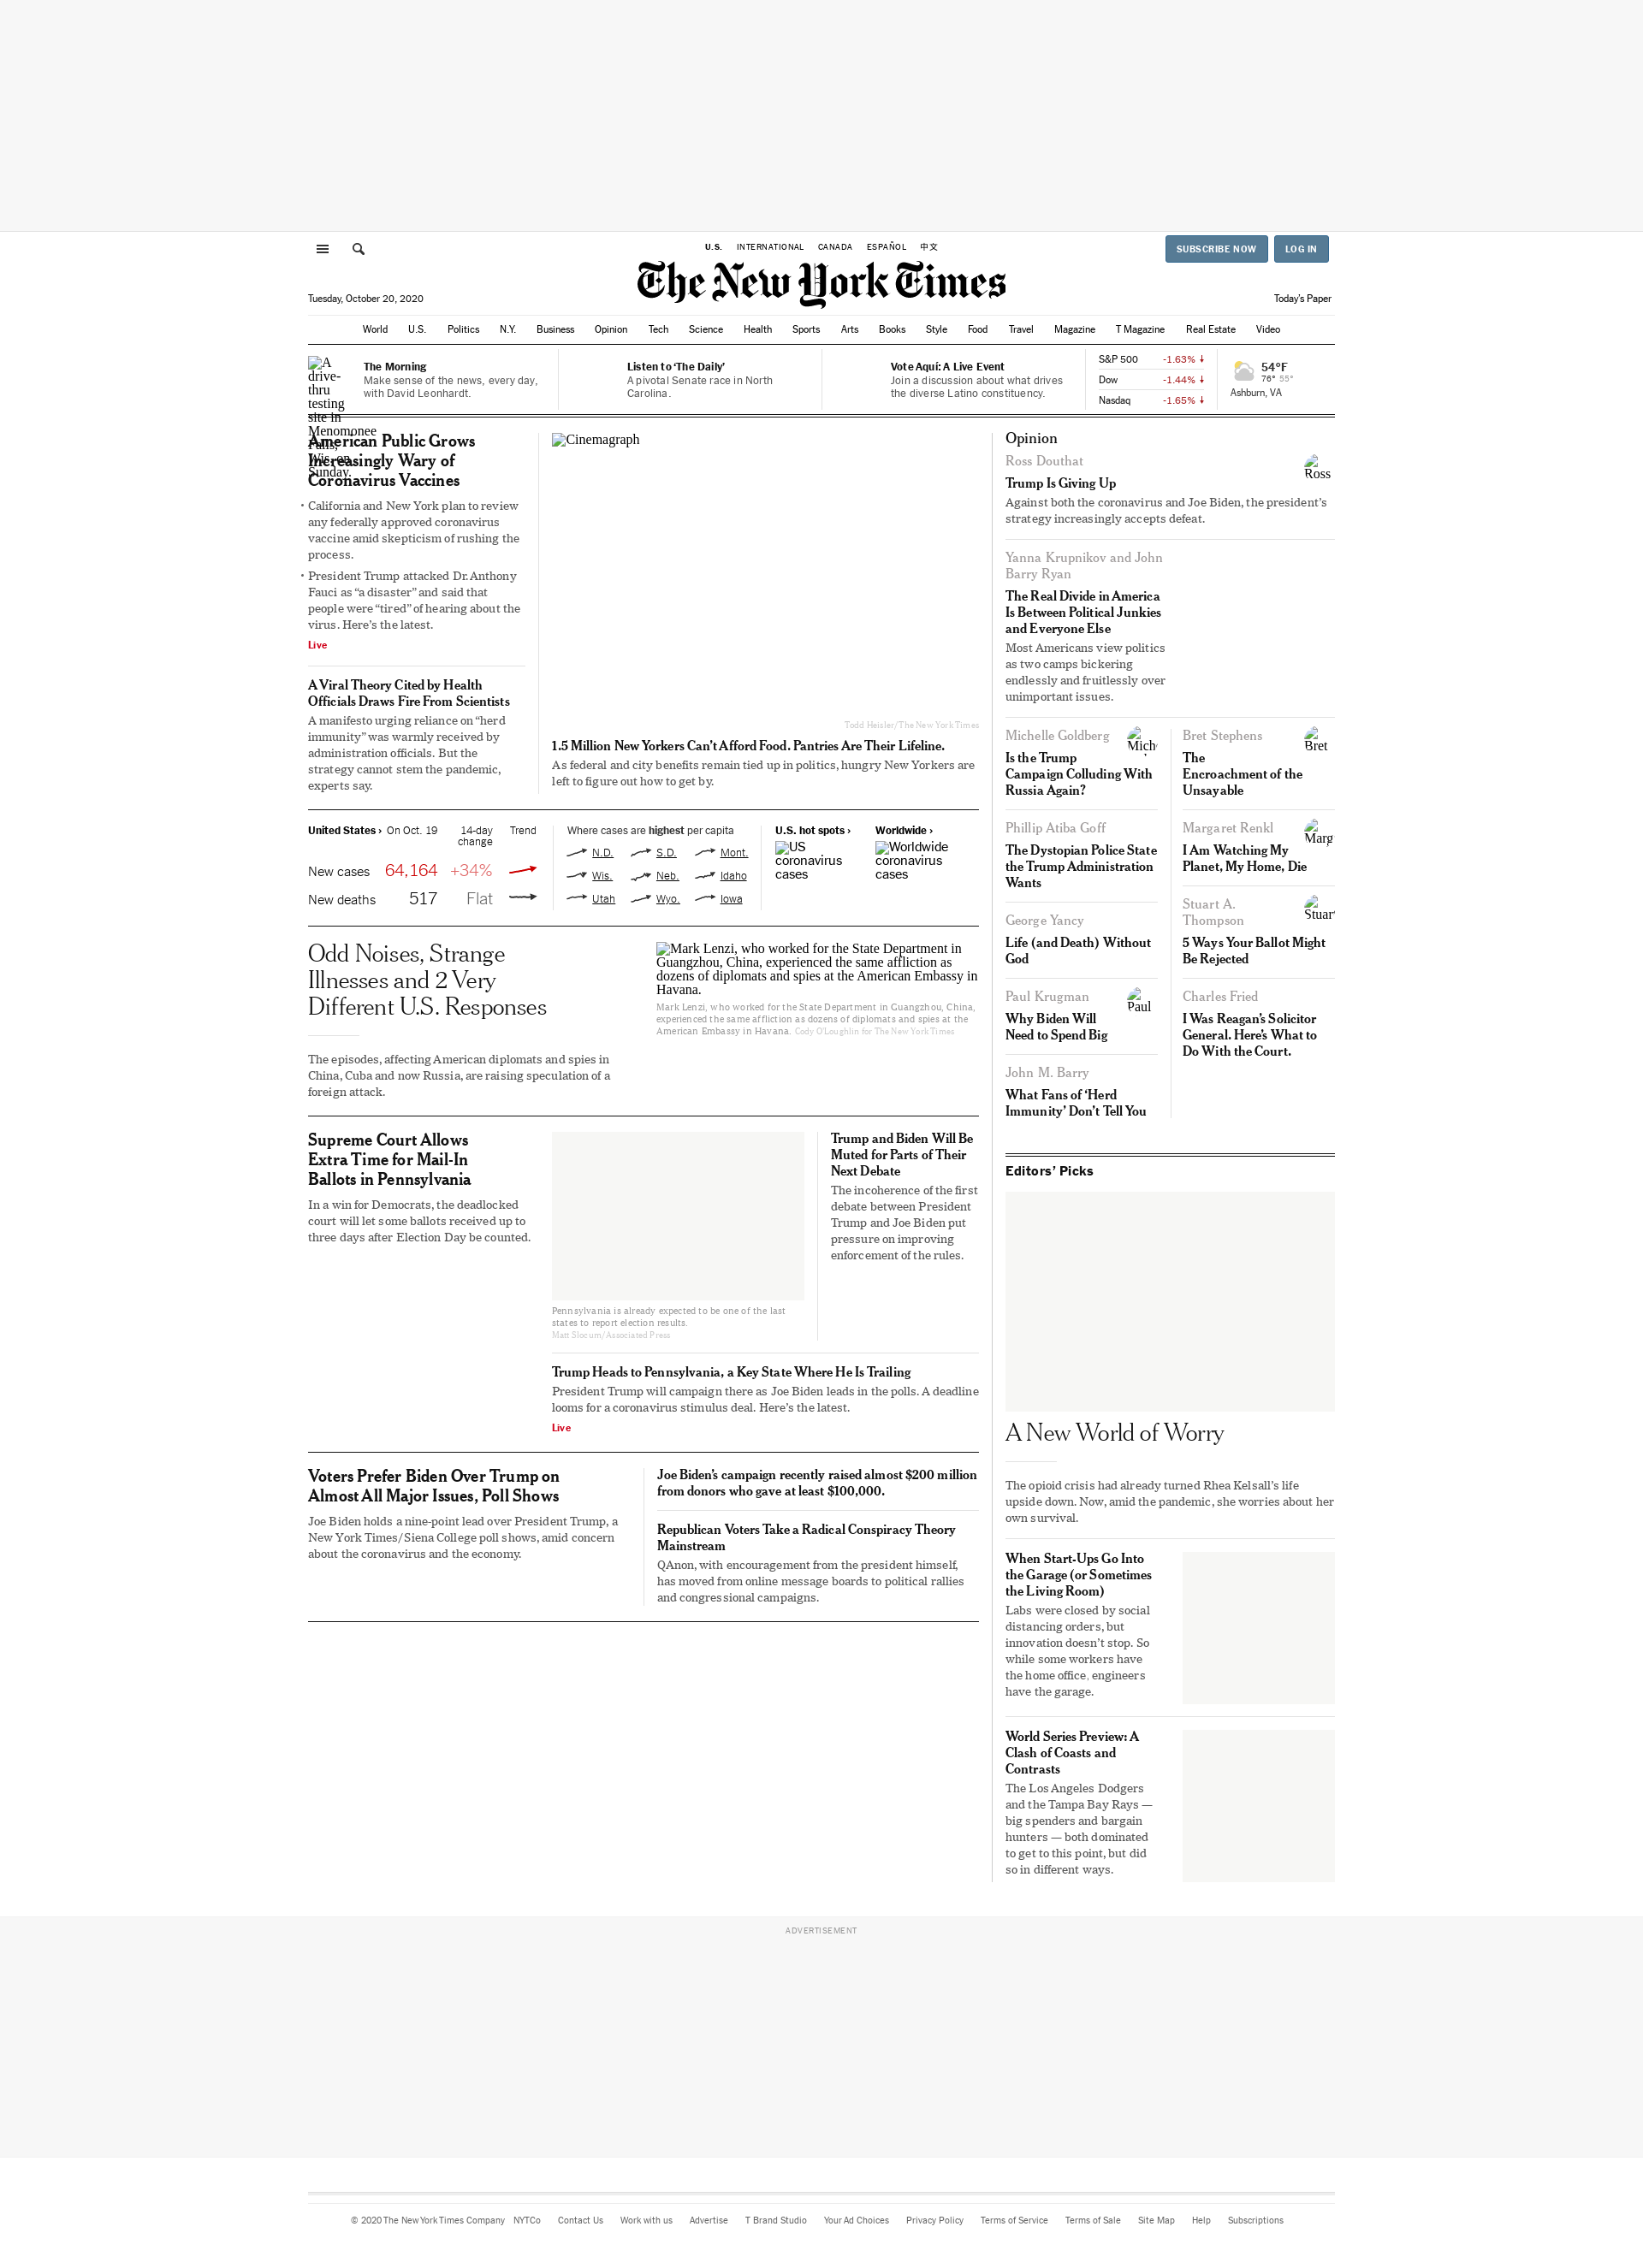 U.S. INTERNATIONAL CANADA ESPAÑOL 中文
SUBSCRIBE NOW LOG IN
The New York Times
Tuesday, October 20, 2020
Today's Paper
World U.S. Politics N.Y. Business Opinion Tech Science Health Sports Arts Books Style Food Travel Magazine T Magazine Real Estate Video
A
drive-
thru
testing
site in
Menomonee
Falls,
Wis., on
Sunday.
The Morning
Make sense of the news, every day,
with David Leonhardt.
Listen to ‘The Daily’
A pivotal Senate race in North
Carolina.
Vote Aquí: A Live Event
Join a discussion about what drives
the diverse Latino constituency.
S&P 500 -1.63%
Dow -1.44%
Nasdaq -1.65%
54°F
76° 55°
Ashburn, VA
American Public Grows
Increasingly Wary of
Coronavirus Vaccines
• California and New York plan to review
any federally approved coronavirus
vaccine amid skepticism of rushing the
process.
• President Trump attacked Dr. Anthony
Fauci as “a disaster” and said that
people were “tired” of hearing about the
virus. Here’s the latest.
Live
A Viral Theory Cited by Health
Officials Draws Fire From Scientists
A manifesto urging reliance on “herd
immunity” was warmly received by
administration officials. But the
strategy cannot stem the pandemic,
experts say.
Cinemagraph
Todd Heisler/The New York Times
1.5 Million New Yorkers Can’t Afford Food. Pantries Are Their Lifeline.
As federal and city benefits remain tied up in politics, hungry New Yorkers are
left to figure out how to get by.
United States › On Oct. 19 14-day
change Trend
New cases 64,164 +34%
New deaths 517 Flat
Where cases are highest per capita
N.D. S.D. Mont.
Wis. Neb. Idaho
Utah Wyo. Iowa
U.S. hot spots ›
US
coronavirus
cases
Worldwide ›
Worldwide
coronavirus
cases
Odd Noises, Strange
Illnesses and 2 Very
Different U.S. Responses
The episodes, affecting American diplomats and spies in
China, Cuba and now Russia, are raising speculation of a
foreign attack.
Mark Lenzi, who worked for the State Department in
Guangzhou, China, experienced the same affliction as
dozens of diplomats and spies at the American Embassy in
Havana.
Mark Lenzi, who worked for the State Department in Guangzhou, China,
experienced the same affliction as dozens of diplomats and spies at the
American Embassy in Havana. Cody O’Loughlin for The New York Times
Supreme Court Allows
Extra Time for Mail-In
Ballots in Pennsylvania
In a win for Democrats, the deadlocked
court will let some ballots received up to
three days after Election Day be counted.
Pennsylvania is already expected to be one of the last
states to report election results.
Matt Slocum/Associated Press
Trump and Biden Will Be
Muted for Parts of Their
Next Debate
The incoherence of the first
debate between President
Trump and Joe Biden put
pressure on improving
enforcement of the rules.
Trump Heads to Pennsylvania, a Key State Where He Is Trailing
President Trump will campaign there as Joe Biden leads in the polls. A deadline
looms for a coronavirus stimulus deal. Here’s the latest.
Live
Voters Prefer Biden Over Trump on
Almost All Major Issues, Poll Shows
Joe Biden holds a nine-point lead over President Trump, a
New York Times/Siena College poll shows, amid concern
about the coronavirus and the economy.
Joe Biden’s campaign recently raised almost $200 million
from donors who gave at least $100,000.
Republican Voters Take a Radical Conspiracy Theory
Mainstream
QAnon, with encouragement from the president himself,
has moved from online message boards to political rallies
and congressional campaigns.
Opinion
Ross Douthat
Ross
Trump Is Giving Up
Against both the coronavirus and Joe Biden, the president’s
strategy increasingly accepts defeat.
Yanna Krupnikov and John
Barry Ryan
The Real Divide in America
Is Between Political Junkies
and Everyone Else
Most Americans view politics
as two camps bickering
endlessly and fruitlessly over
unimportant issues.
Michelle Goldberg
Is the Trump
Campaign Colluding With
Russia Again?
Phillip Atiba Goff
The Dystopian Police State
the Trump Administration
Wants
George Yancy
Life (and Death) Without
God
Paul Krugman
Paul
Why Biden Will
Need to Spend Big
John M. Barry
What Fans of ‘Herd
Immunity’ Don’t Tell You
Bret Stephens
Bret
The
Encroachment of the
Unsayable
Margaret Renkl
I Am Watching My
Planet, My Home, Die
Stuart A.
Thompson
Stuart
5 Ways Your Ballot Might
Be Rejected
Charles Fried
I Was Reagan’s Solicitor
General. Here’s What to
Do With the Court.
Editors’ Picks
A New World of Worry
The opioid crisis had already turned Rhea Kelsall’s life
upside down. Now, amid the pandemic, she worries about her
own survival.
When Start-Ups Go Into
the Garage (or Sometimes
the Living Room)
Labs were closed by social
distancing orders, but
innovation doesn’t stop. So
while some workers have
the home office, engineers
have the garage.
World Series Preview: A
Clash of Coasts and
Contrasts
The Los Angeles Dodgers
and the Tampa Bay Rays —
big spenders and bargain
hunters — both dominated
to get to this point, but did
so in different ways.
ADVERTISEMENT
© 2020 The New York Times Company NYTCo Contact Us Work with us Advertise T Brand Studio Your Ad Choices Privacy Policy Terms of Service Terms of Sale Site Map Help Subscriptions